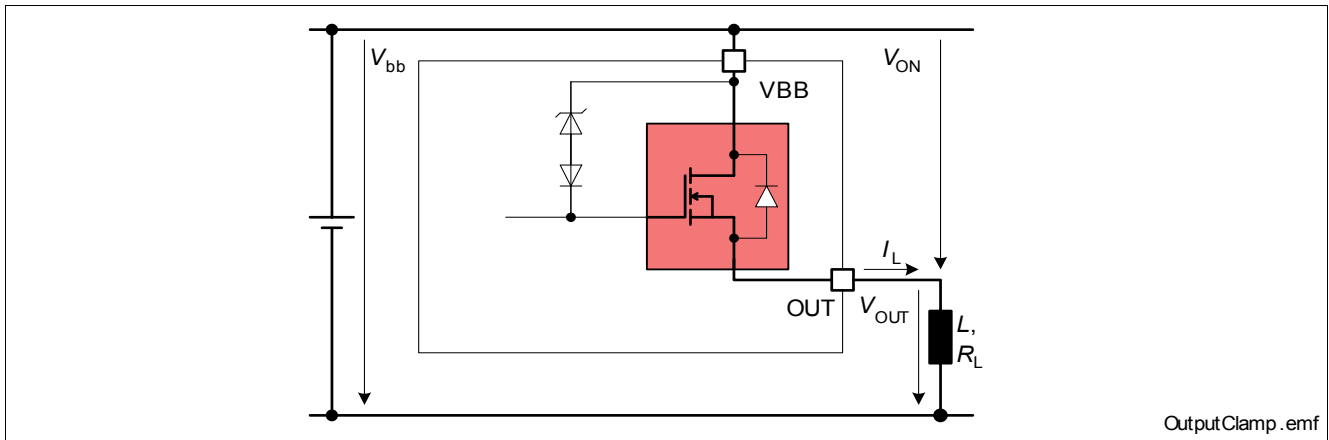 Vbb
VON
VBB
IL
OUT
VOUT
L,
RL
OutputClamp.emf